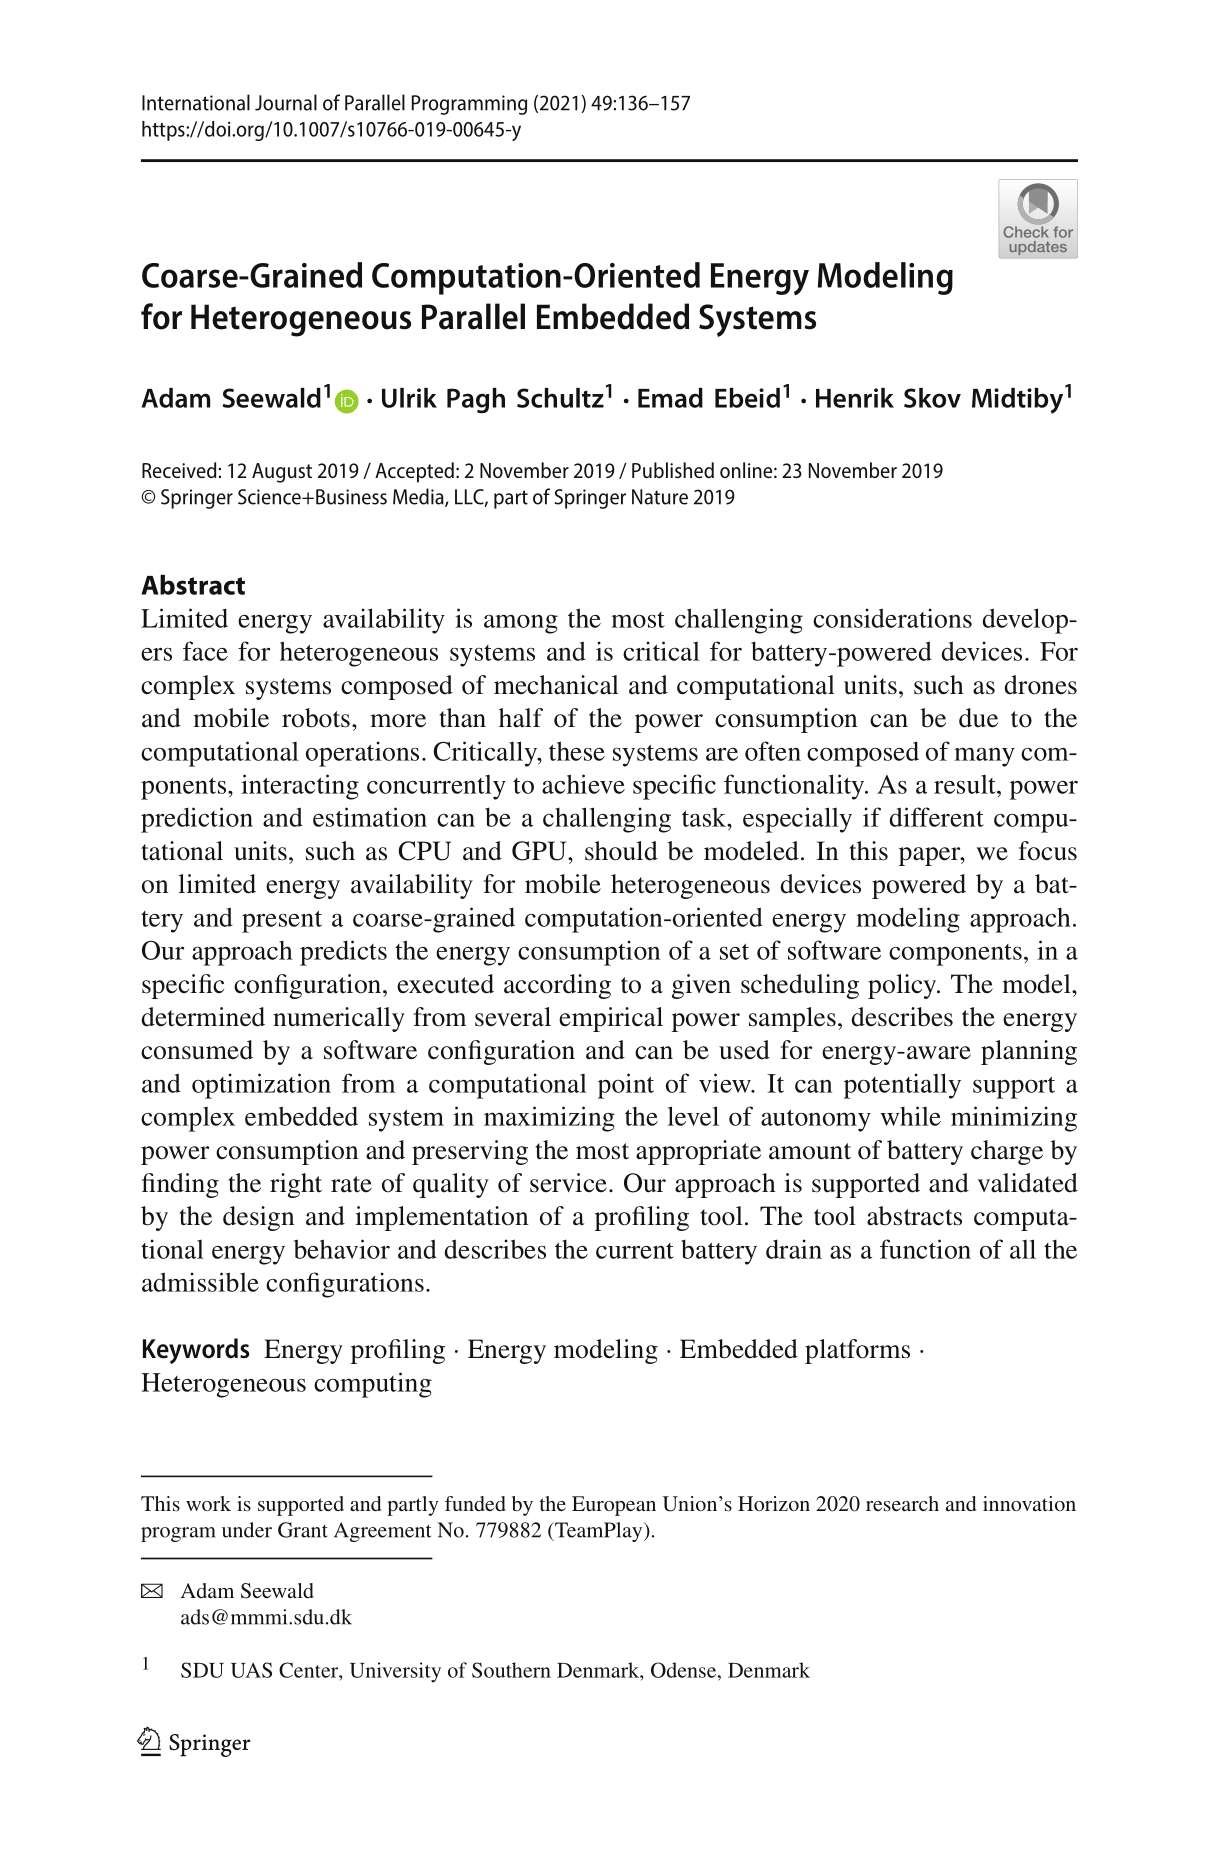 International Journal of Parallel Programming (2021) 49:136–157
https://doi.org/10.1007/s10766-019-00645-y
Check for
updates
Coarse-Grained Computation-Oriented Energy Modeling
for Heterogeneous Parallel Embedded Systems
Adam Seewald¹ iD · Ulrik Pagh Schultz¹ · Emad Ebeid¹ · Henrik Skov Midtiby¹
Received: 12 August 2019 / Accepted: 2 November 2019 / Published online: 23 November 2019
© Springer Science+Business Media, LLC, part of Springer Nature 2019
Abstract
Limited energy availability is among the most challenging considerations develop-
ers face for heterogeneous systems and is critical for battery-powered devices. For
complex systems composed of mechanical and computational units, such as drones
and mobile robots, more than half of the power consumption can be due to the
computational operations. Critically, these systems are often composed of many com-
ponents, interacting concurrently to achieve specific functionality. As a result, power
prediction and estimation can be a challenging task, especially if different compu-
tational units, such as CPU and GPU, should be modeled. In this paper, we focus
on limited energy availability for mobile heterogeneous devices powered by a bat-
tery and present a coarse-grained computation-oriented energy modeling approach.
Our approach predicts the energy consumption of a set of software components, in a
specific configuration, executed according to a given scheduling policy. The model,
determined numerically from several empirical power samples, describes the energy
consumed by a software configuration and can be used for energy-aware planning
and optimization from a computational point of view. It can potentially support a
complex embedded system in maximizing the level of autonomy while minimizing
power consumption and preserving the most appropriate amount of battery charge by
finding the right rate of quality of service. Our approach is supported and validated
by the design and implementation of a profiling tool. The tool abstracts computa-
tional energy behavior and describes the current battery drain as a function of all the
admissible configurations.
Keywords Energy profiling · Energy modeling · Embedded platforms ·
Heterogeneous computing
This work is supported and partly funded by the European Union’s Horizon 2020 research and innovation
program under Grant Agreement No. 779882 (TeamPlay).
Adam Seewald
ads@mmmi.sdu.dk
1 SDU UAS Center, University of Southern Denmark, Odense, Denmark
Springer